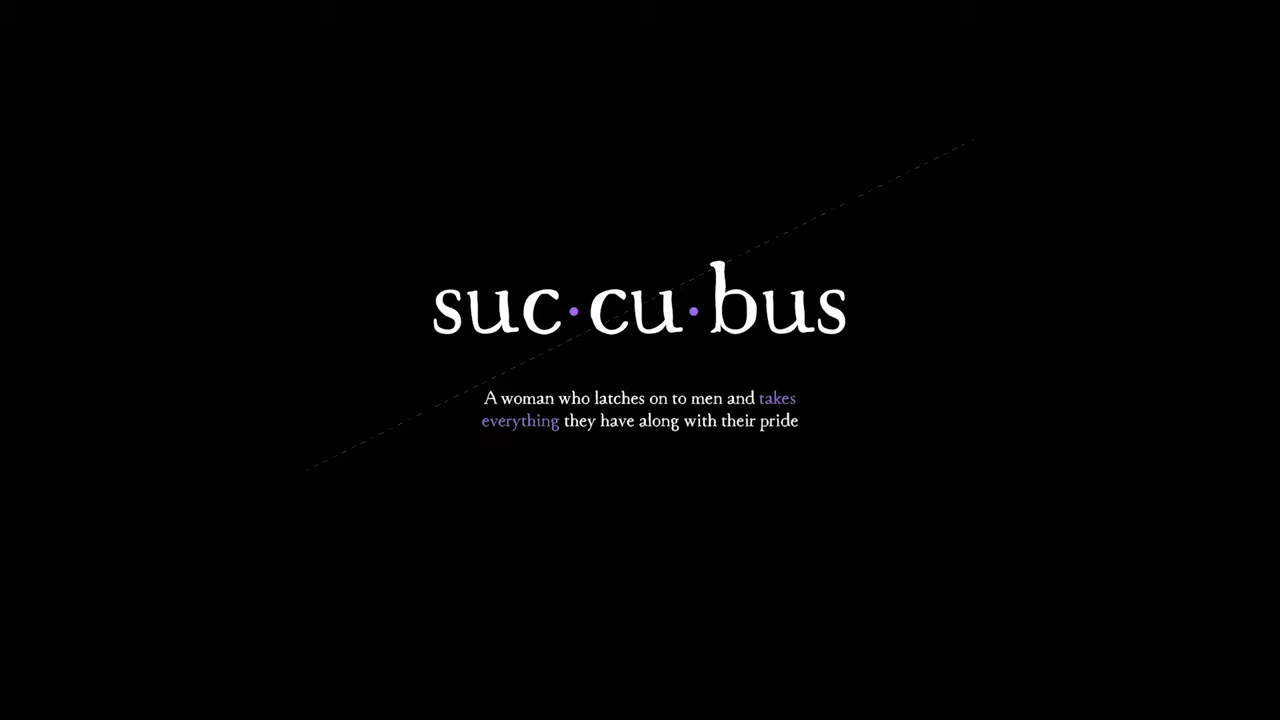 suc·cu·bus
A woman who latches on to men and takes
everything they have along with their pride